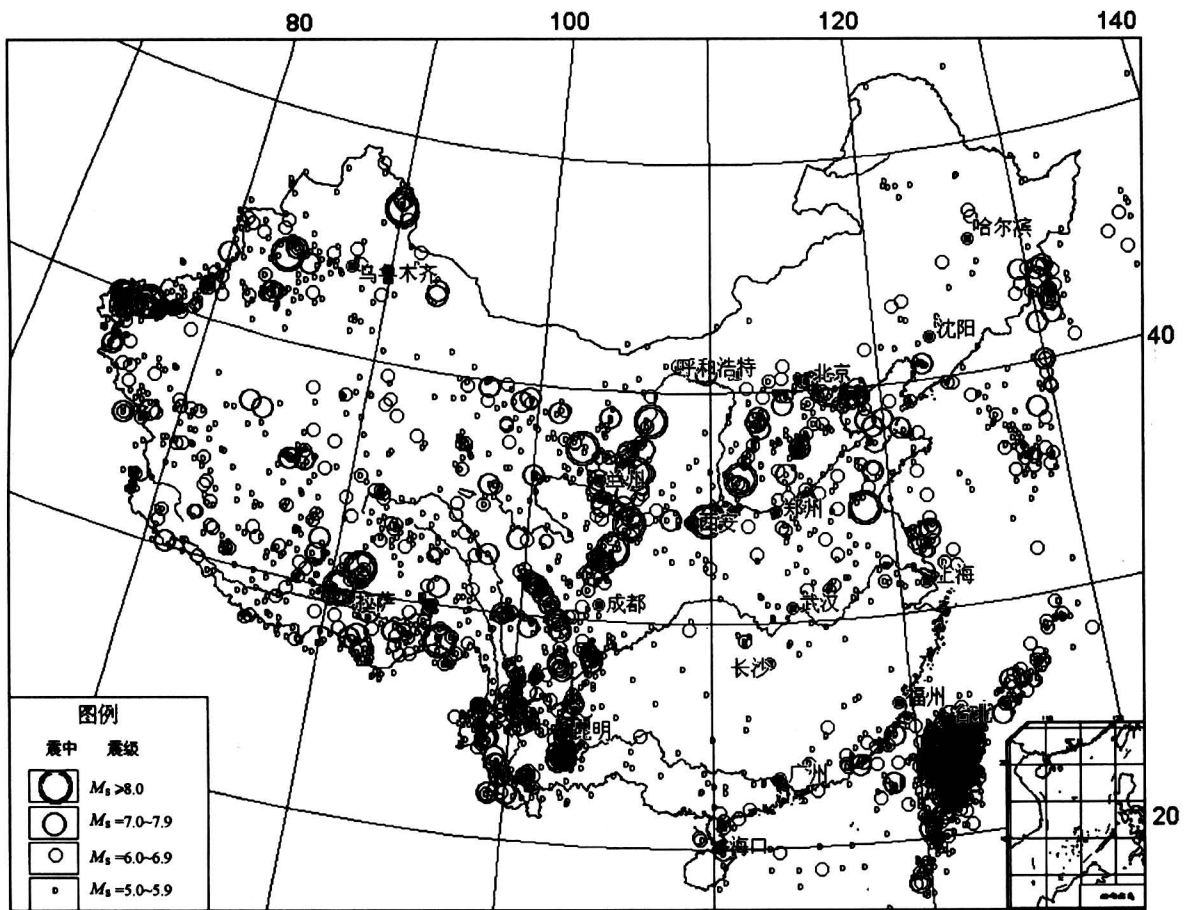 80 100 120 140
哈尔滨
乌鲁木齐
沈阳
40
呼和浩特
北京
兰州
西安
郑州
上海
拉萨
成都
武汉
长沙
福州
台北
昆明
广州
20
海口
图例
震中 震级
Ms≥8.0
Ms=7.0~7.9
Ms=6.0~6.9
Ms=5.0~5.9